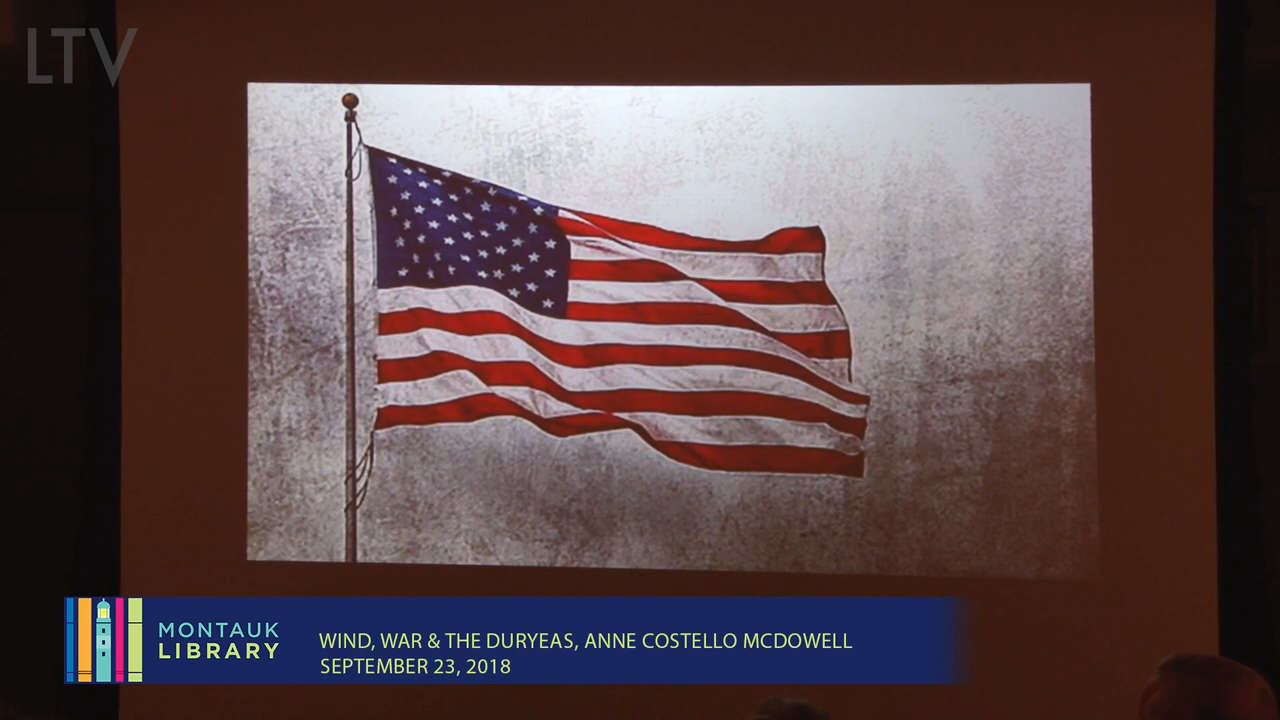 LTV
MONTAUK
LIBRARY
WIND, WAR & THE DURYEAS, ANNE COSTELLO MCDOWELL
SEPTEMBER 23, 2018